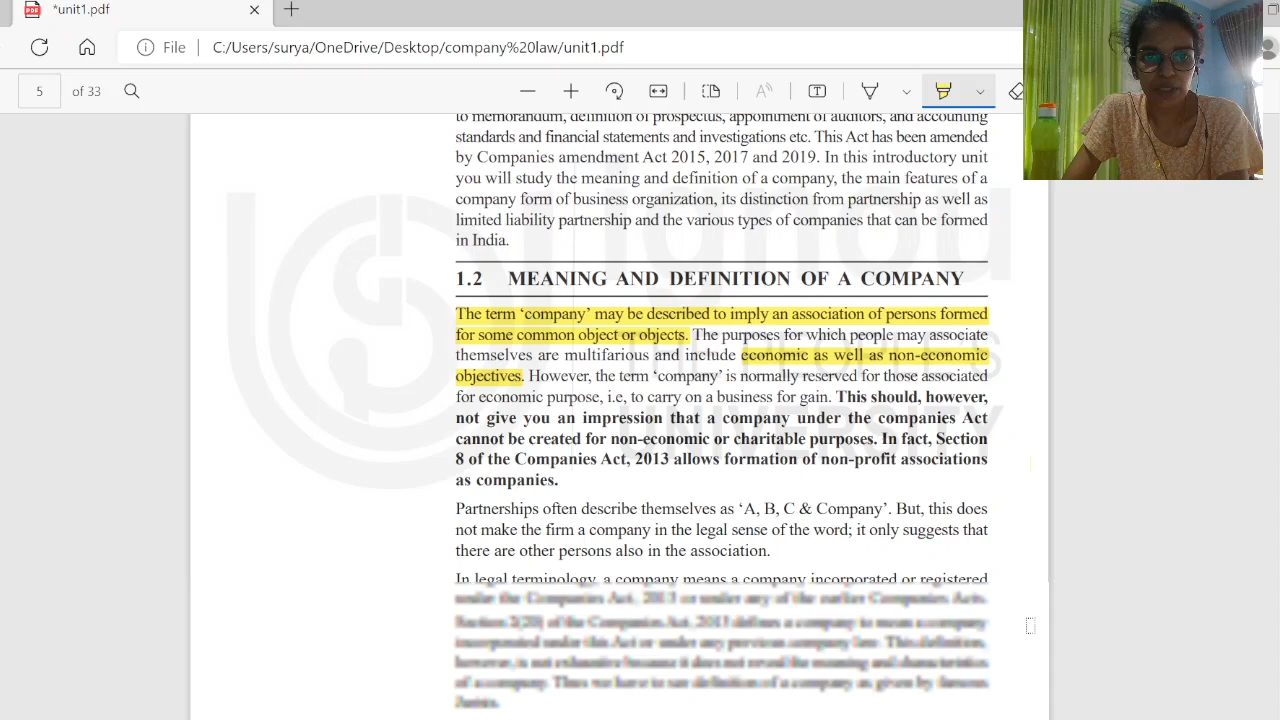 *unit1.pdf
File C:/Users/surya/OneDrive/Desktop/company%20law/unit1.pdf
5 of 33
to memorandum, definition of prospectus, appointment of auditors, and accounting
standards and financial statements and investigations etc. This Act has been amended
by Companies amendment Act 2015, 2017 and 2019. In this introductory unit
you will study the meaning and definition of a company, the main features of a
company form of business organization, its distinction from partnership as well as
limited liability partnership and the various types of companies that can be formed
in India.
1.2 MEANING AND DEFINITION OF A COMPANY
The term ‘company’ may be described to imply an association of persons formed
for some common object or objects. The purposes for which people may associate
themselves are multifarious and include economic as well as non-economic
objectives. However, the term ‘company’ is normally reserved for those associated
for economic purpose, i.e, to carry on a business for gain. This should, however,
not give you an impression that a company under the companies Act
cannot be created for non-economic or charitable purposes. In fact, Section
8 of the Companies Act, 2013 allows formation of non-profit associations
as companies.
Partnerships often describe themselves as ‘A, B, C & Company’. But, this does
not make the firm a company in the legal sense of the word; it only suggests that
there are other persons also in the association.
In legal terminology, a company means a company incorporated or registered
under the Companies Act, 2013 or under any of the earlier Companies Acts.
Section 2(20) of the Companies Act, 2013 defines a company to mean a company
incorporated under this Act or under any previous company law. This definition,
however, is not exhaustive because it does not reveal the meaning and characteristics
of a company. Thus we have to see definition of a company as given by famous